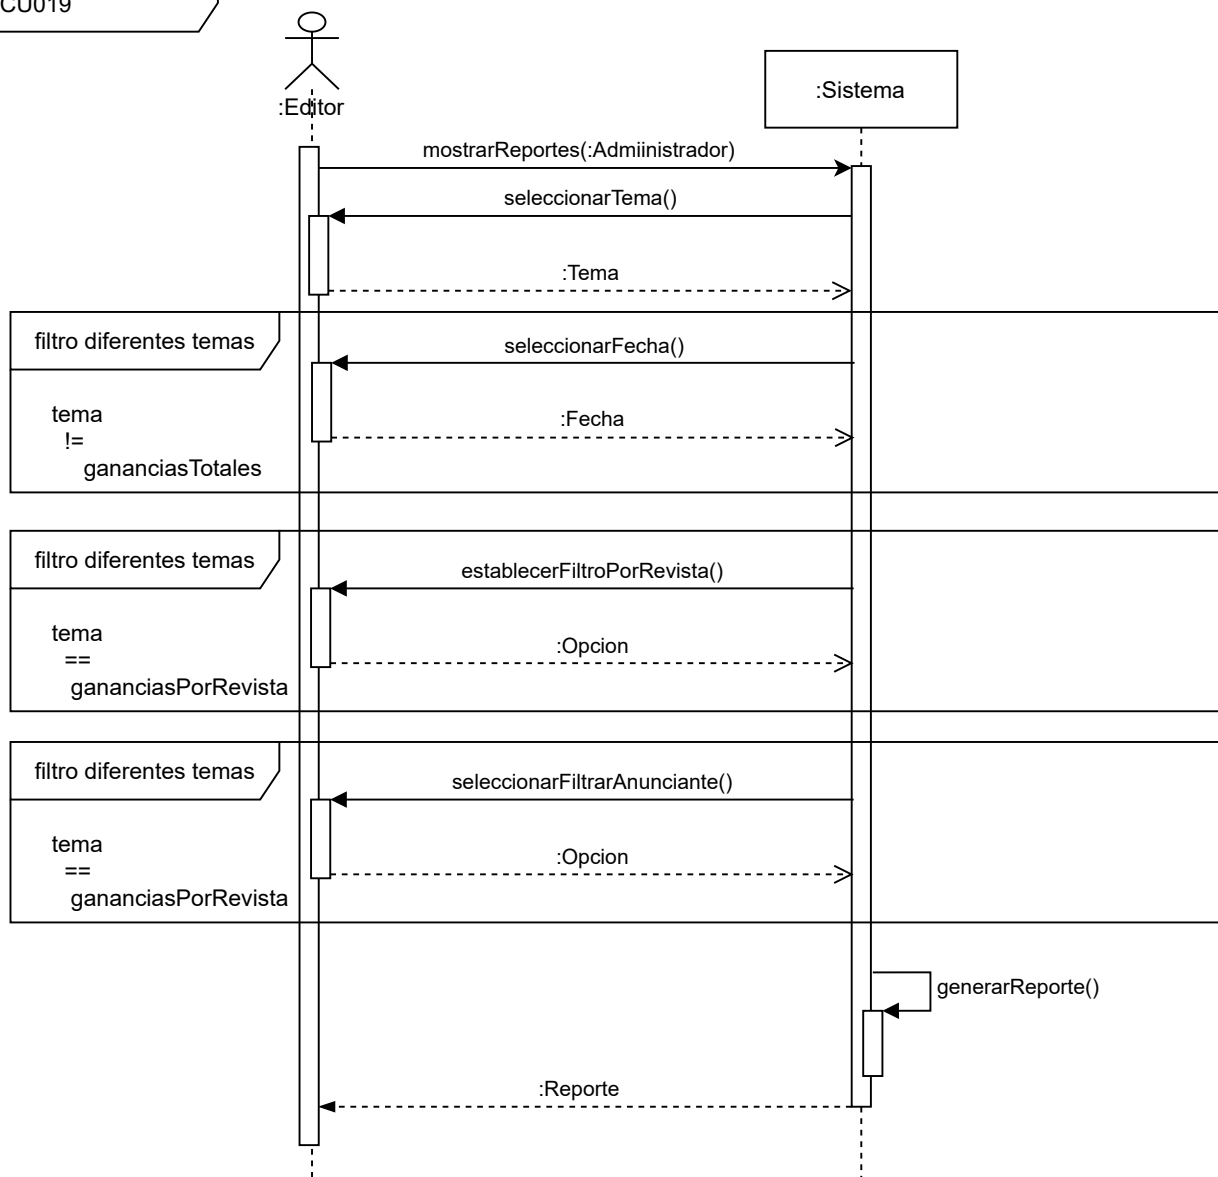 CU019
:Editor
:Sistema
mostrarReportes(:Admiinistrador)
seleccionarTema()
:Tema
filtro diferentes temas
seleccionarFecha()
tema
!=
gananciasTotales
:Fecha
filtro diferentes temas
establecerFiltroPorRevista()
tema
==
gananciasPorRevista
:Opcion
filtro diferentes temas
seleccionarFiltrarAnunciante()
tema
==
gananciasPorRevista
:Opcion
generarReporte()
:Reporte